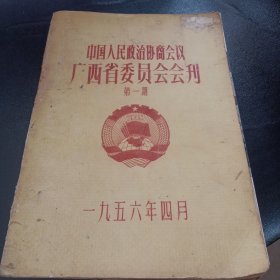 中国人民政治协商会议
广西省委员会会刊
第一期
一九五六年四月